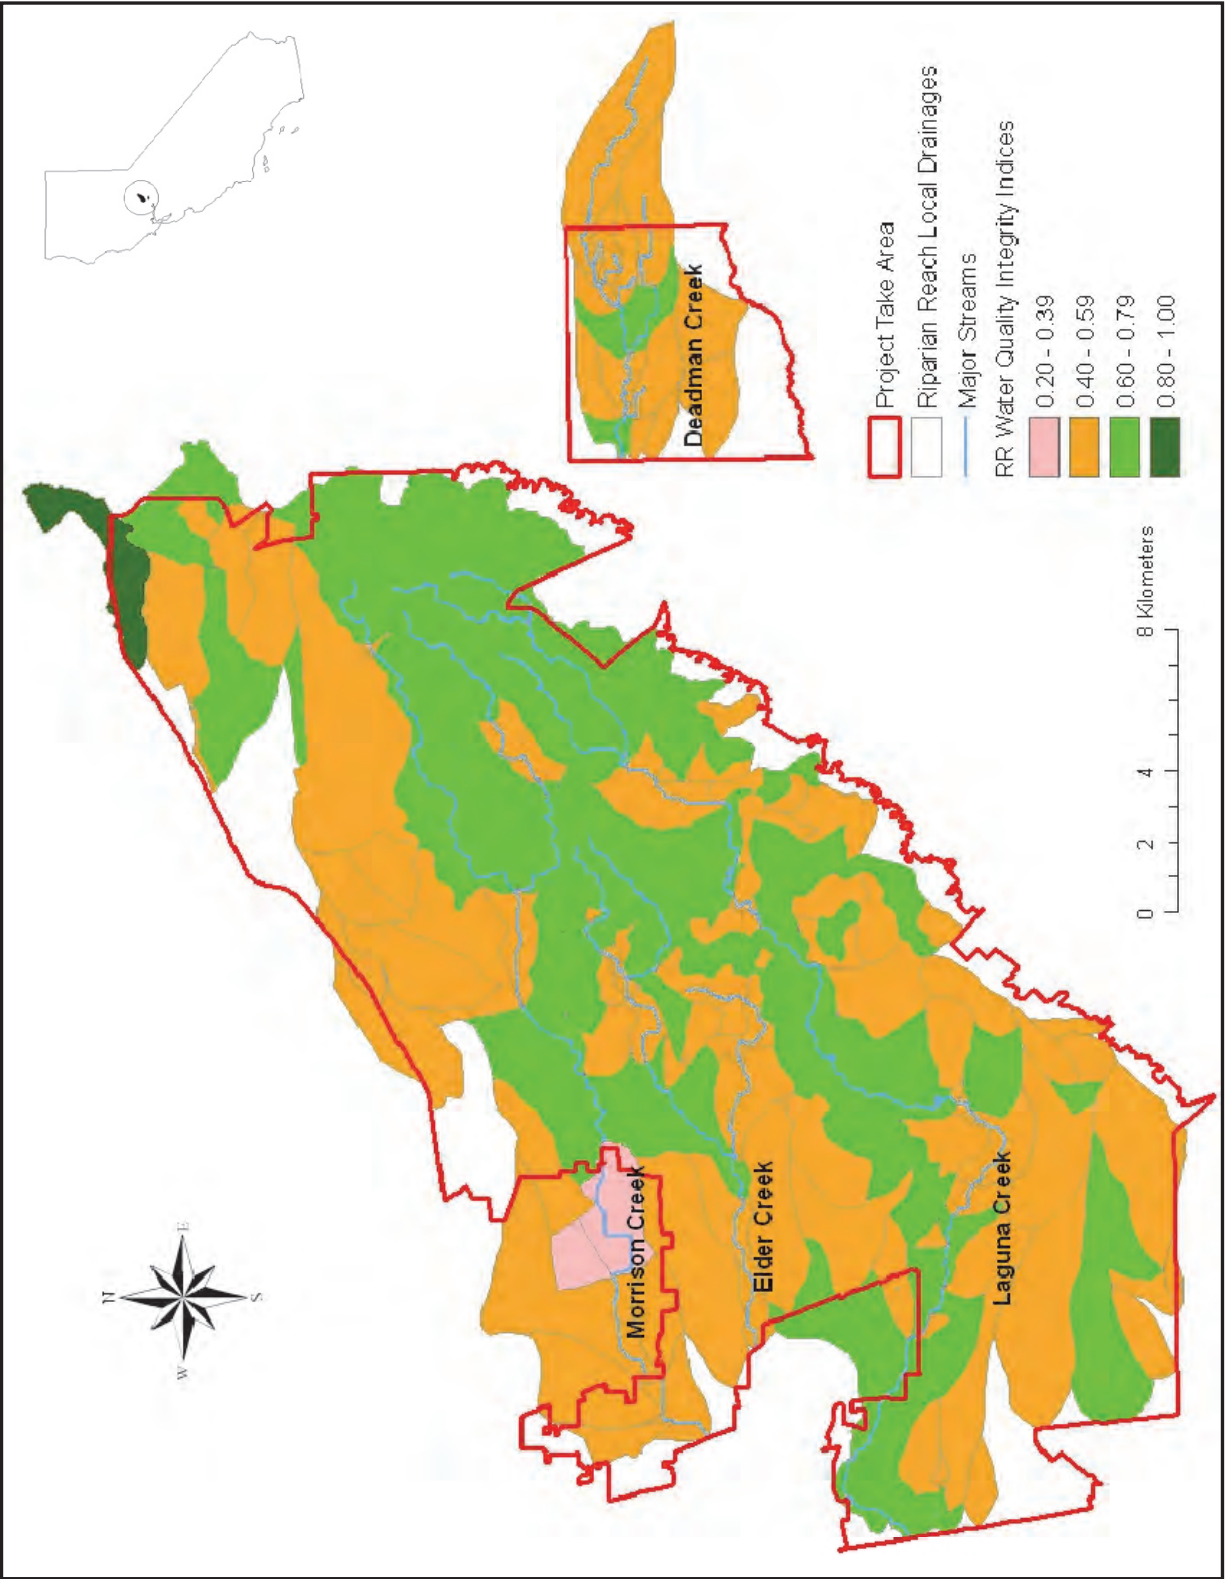 N
W
E
S
Morrison Creek
Elder Creek
Laguna Creek
Deadman Creek
0 2 4 8 Kilometers
Project Take Area
Riparian Reach Local Drainages
Major Streams
RR Water Quality Integrity Indices
0.20 - 0.39
0.40 - 0.59
0.60 - 0.79
0.80 - 1.00